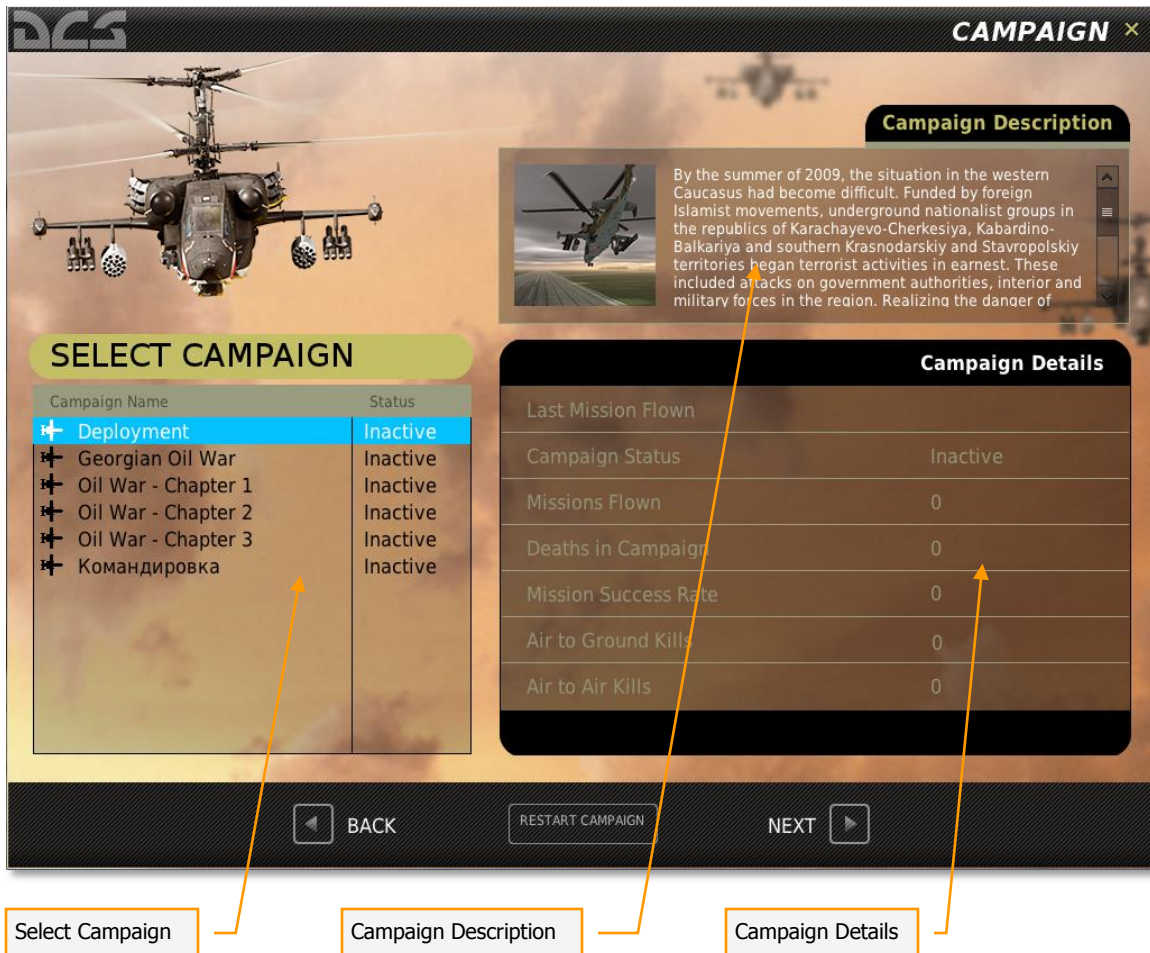 DCS
CAMPAIGN ×
Campaign Description
By the summer of 2009, the situation in the western
Caucasus had become difficult. Funded by foreign
Islamist movements, underground nationalist groups in
the republics of Karachayevo-Cherkesiya, Kabardino-
Balkariya and southern Krasnodarskiy and Stavropolskiy
territories began terrorist activities in earnest. These
included attacks on government authorities, interior and
military forces in the region. Realizing the danger of
SELECT CAMPAIGN
Campaign Name Status
Deployment Inactive
Georgian Oil War Inactive
Oil War - Chapter 1 Inactive
Oil War - Chapter 2 Inactive
Oil War - Chapter 3 Inactive
Командировка Inactive
Campaign Details
Last Mission Flown
Campaign Status Inactive
Missions Flown 0
Deaths in Campaign 0
Mission Success Rate 0
Air to Ground Kills 0
Air to Air Kills 0
BACK
RESTART CAMPAIGN
NEXT
Select Campaign
Campaign Description
Campaign Details